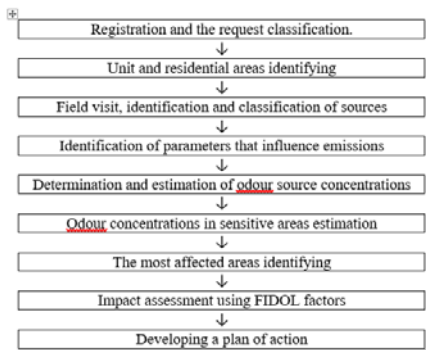 Registration and the request classification.
Unit and residential areas identifying
Field visit, identification and classification of sources
Identification of parameters that influence emissions
Determination and estimation of odour source concentrations
Odour concentrations in sensitive areas estimation
The most affected areas identifying
Impact assessment using FIDOL factors
Developing a plan of action